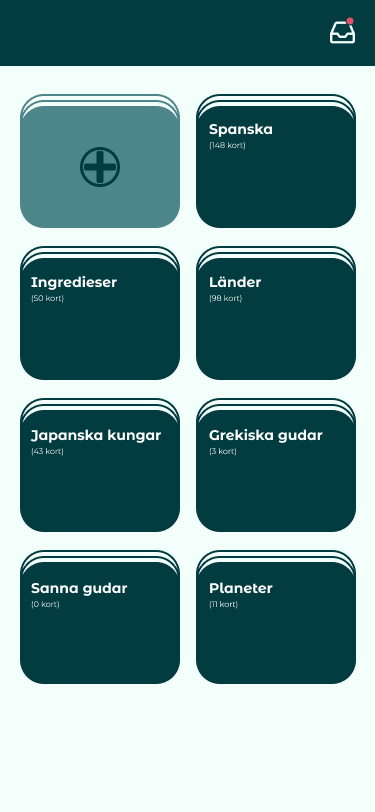 Spanska
(148 kort)
Ingredieser
(50 kort)
Länder
(98 kort)
Japanska kungar
(43 kort)
Grekiska gudar
(3 kort)
Sanna gudar
(0 kort)
Planeter
(11 kort)